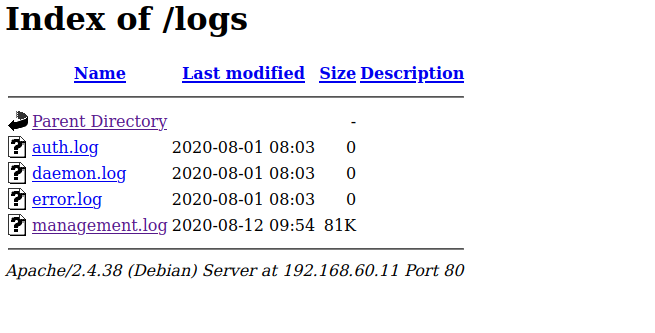 Index of /logs
Name Last modified Size Description
Parent Directory -
auth.log 2020-08-01 08:03 0
daemon.log 2020-08-01 08:03 0
error.log 2020-08-01 08:03 0
management.log 2020-08-12 09:54 81K
Apache/2.4.38 (Debian) Server at 192.168.60.11 Port 80